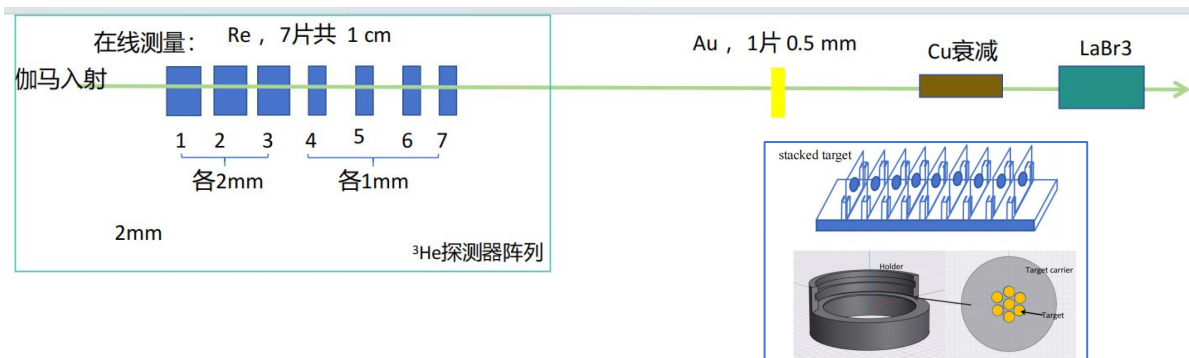 在线测量： Re ， 7片共 1 cm
伽马入射
1 2 3 4 5 6 7
各2mm 各1mm
2mm
³He探测器阵列
Au ， 1片 0.5 mm
Cu衰减
LaBr3
stacked target
Holder
Target carrier
Target